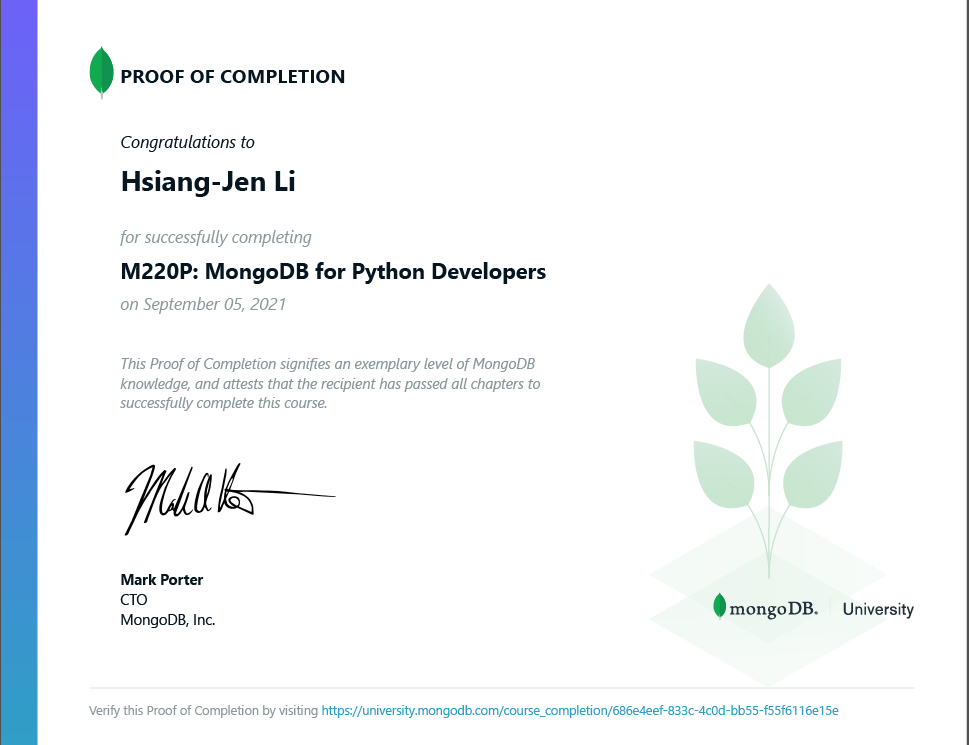 PROOF OF COMPLETION
Congratulations to
Hsiang-Jen Li
for successfully completing
M220P: MongoDB for Python Developers
on September 05, 2021
This Proof of Completion signifies an exemplary level of MongoDB
knowledge, and attests that the recipient has passed all chapters to
successfully complete this course.
Mark Porter
CTO
MongoDB, Inc.
mongoDB. University
Verify this Proof of Completion by visiting https://university.mongodb.com/course_completion/686e4eef-833c-4c0d-bb55-f55f6116e15e